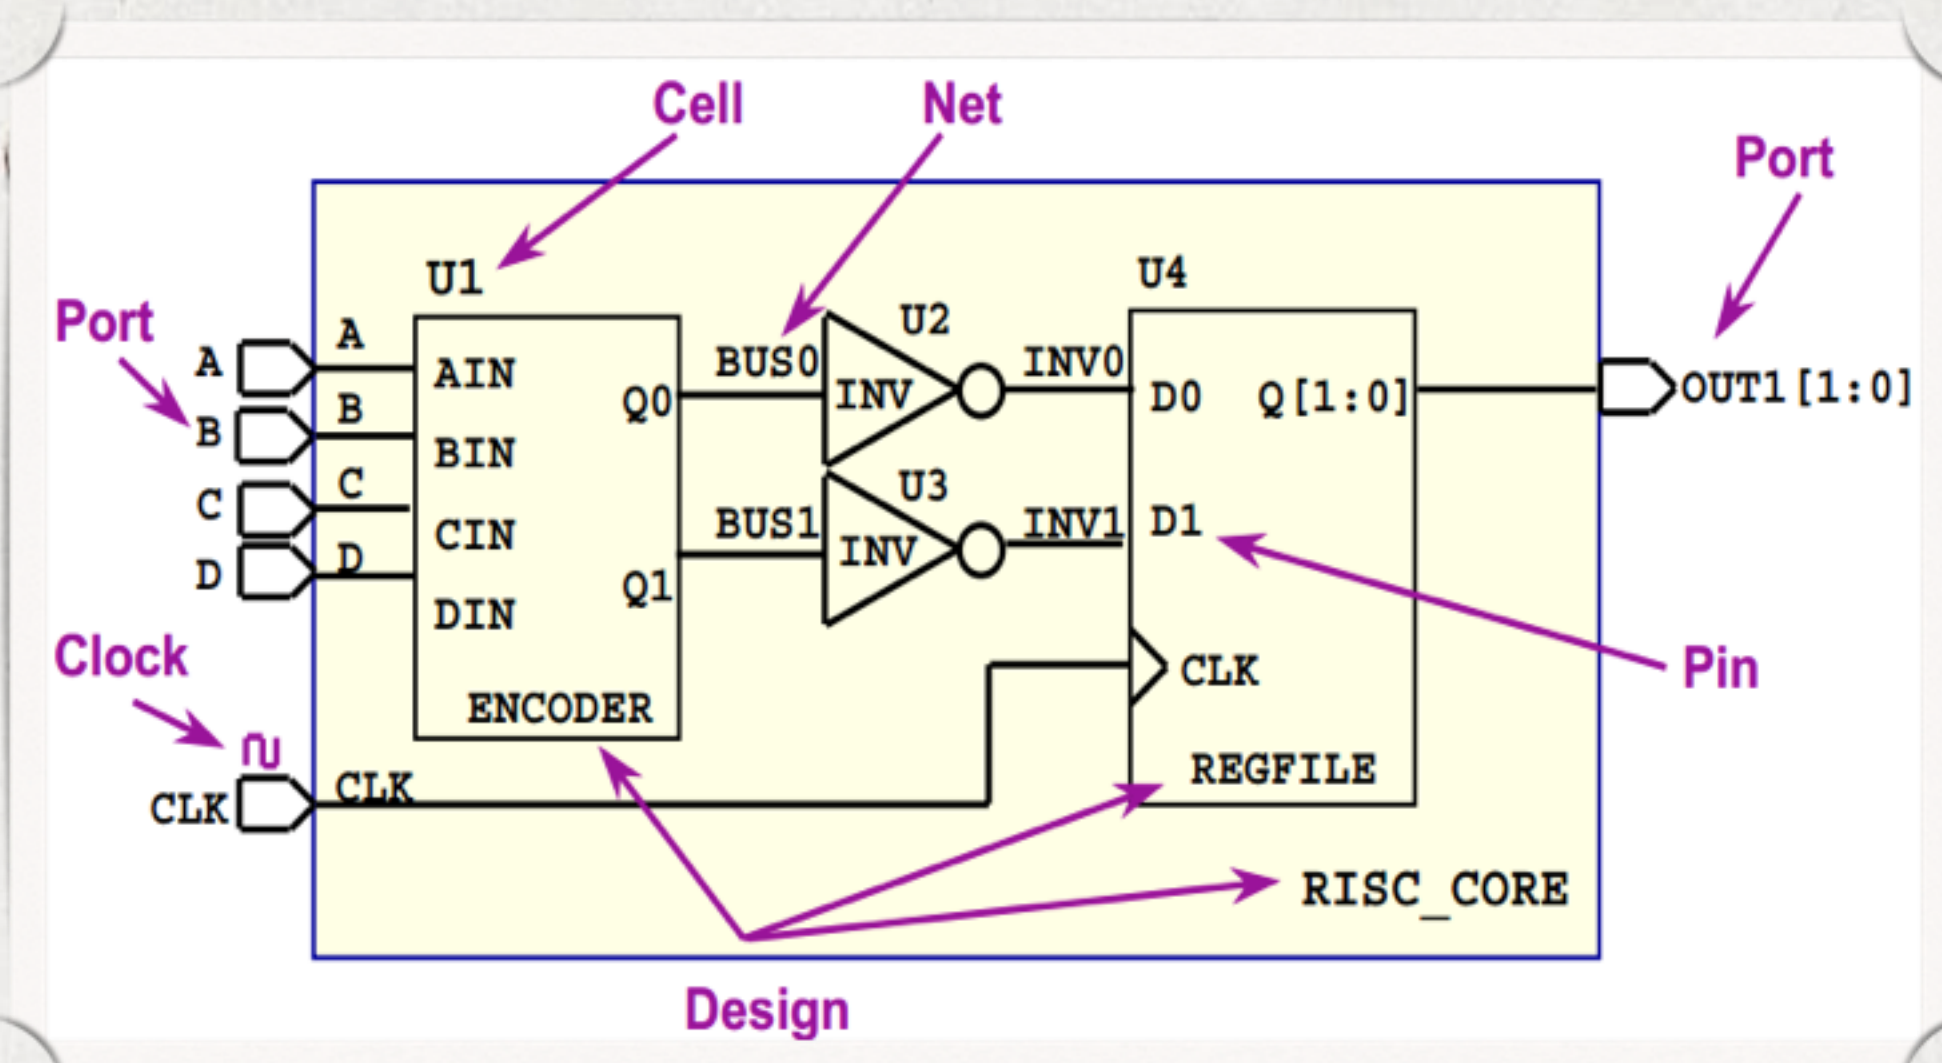 Cell
Net
Port
U1
U4
Port
U2
A
A
BUS0
INV0
AIN
INV
D0
Q[1:0]
OUT1[1:0]
Q0
B
B
BIN
C
C
U3
BUS1
INV1
D1
CIN
INV
D
D
Q1
DIN
Clock
CLK
Pin
ENCODER
REGFILE
CLK
CLK
RISC_CORE
Design